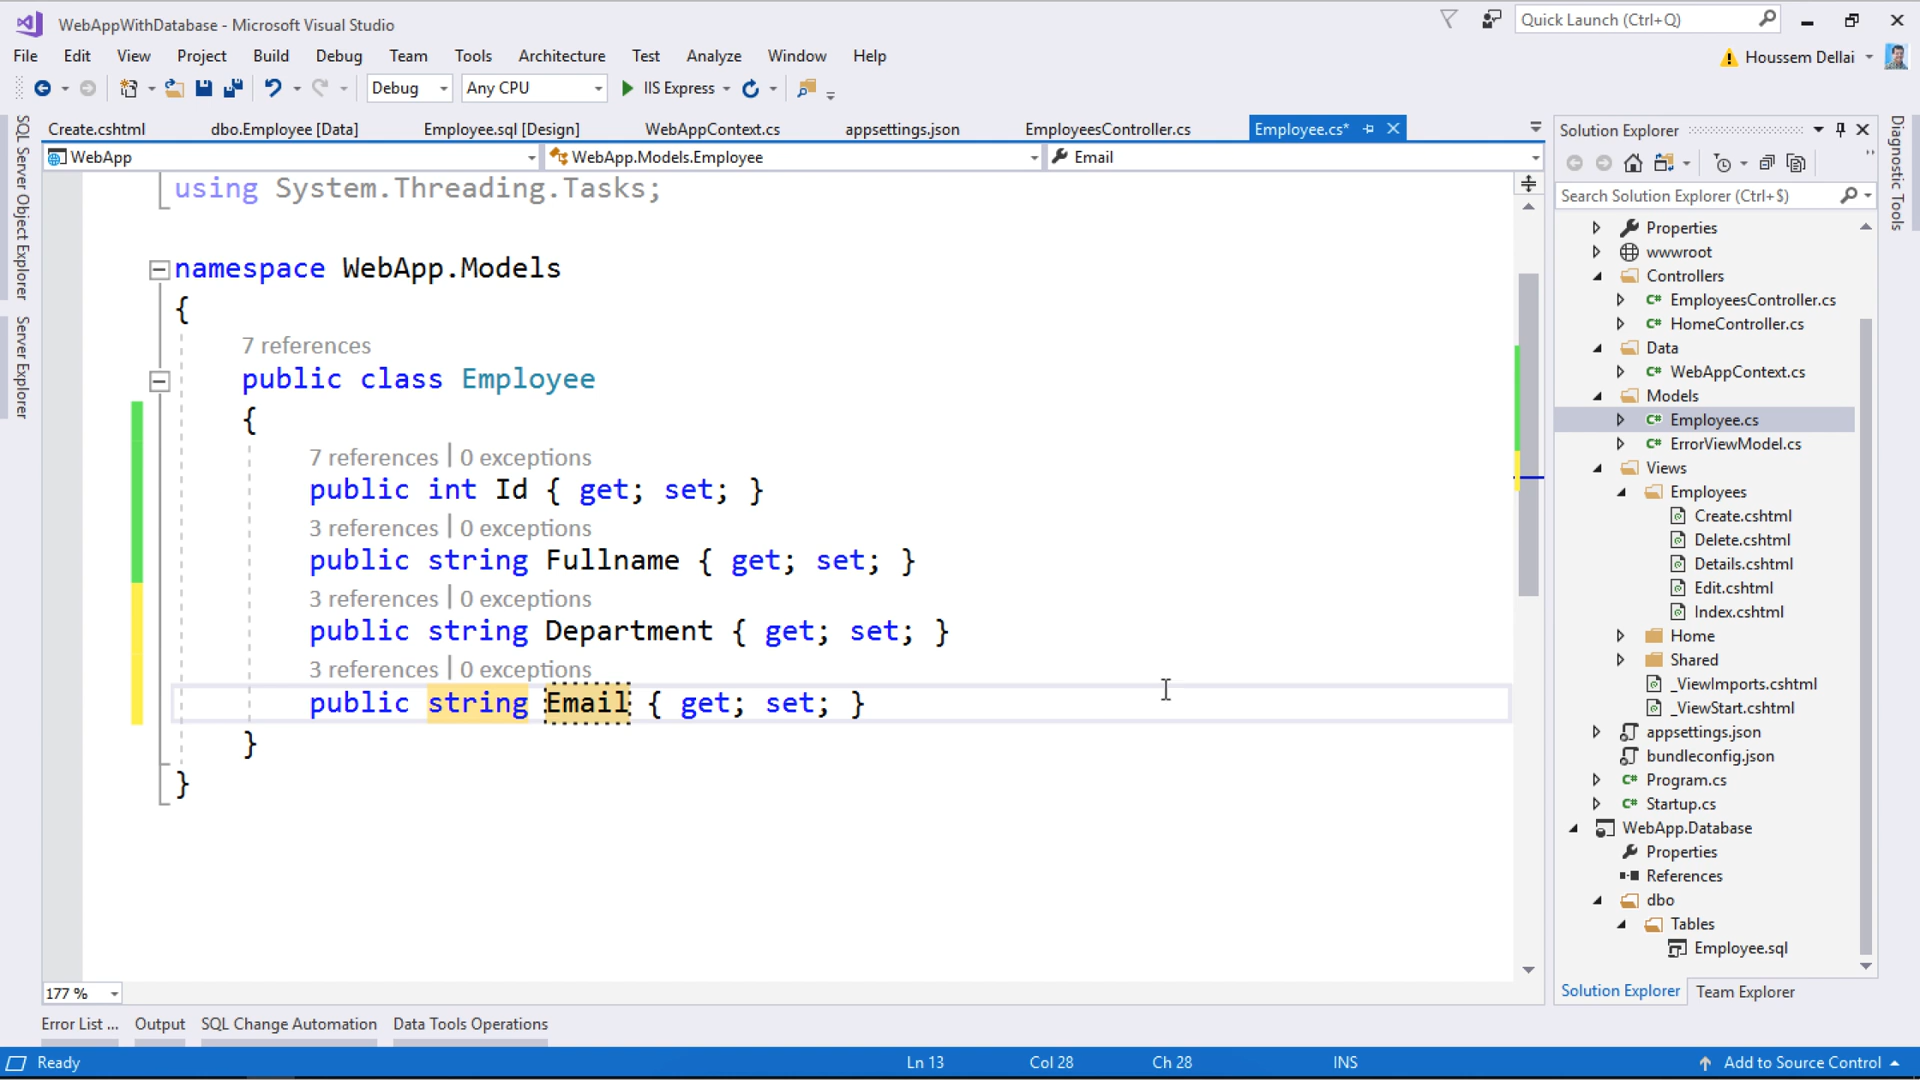 WebAppWithDatabase - Microsoft Visual Studio
Quick Launch (Ctrl+Q)
File Edit View Project Build Debug Team Tools Architecture Test Analyze Window Help
Houssem Dellai
Debug Any CPU IIS Express
SQL Server Object Explorer
Server Explorer
Create.cshtml dbo.Employee [Data] Employee.sql [Design] WebAppContext.cs appsettings.json EmployeesController.cs Employee.cs*
WebApp WebApp.Models.Employee Email
using System.Threading.Tasks;
namespace WebApp.Models
{
7 references
public class Employee
{
7 references | 0 exceptions
public int Id { get; set; }
3 references | 0 exceptions
public string Fullname { get; set; }
3 references | 0 exceptions
public string Department { get; set; }
3 references | 0 exceptions
public string Email { get; set; }
}
}
177 %
Solution Explorer
Search Solution Explorer (Ctrl+$)
Properties
wwwroot
Controllers
C# EmployeesController.cs
C# HomeController.cs
Data
C# WebAppContext.cs
Models
C# Employee.cs
C# ErrorViewModel.cs
Views
Employees
Create.cshtml
Delete.cshtml
Details.cshtml
Edit.cshtml
Index.cshtml
Home
Shared
_ViewImports.cshtml
_ViewStart.cshtml
appsettings.json
bundleconfig.json
C# Program.cs
C# Startup.cs
WebApp.Database
Properties
References
dbo
Tables
Employee.sql
Solution Explorer Team Explorer
Diagnostic Tools
Error List ... Output SQL Change Automation Data Tools Operations
Ready Ln 13 Col 28 Ch 28 INS Add to Source Control